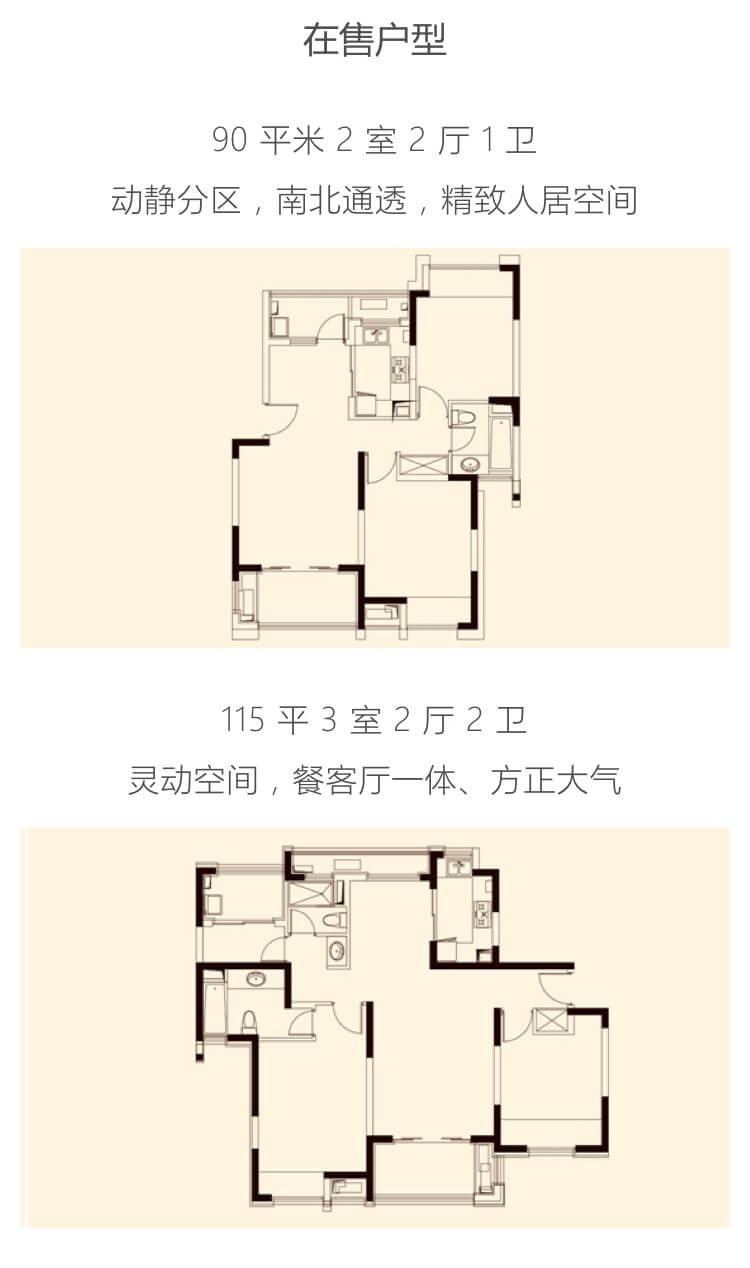 在售户型
90 平米 2 室 2 厅 1 卫
动静分区，南北通透，精致人居空间
115 平 3 室 2 厅 2 卫
灵动空间，餐客厅一体、方正大气